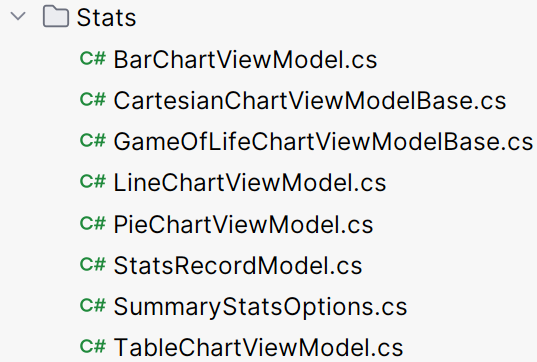 Stats
C# BarChartViewModel.cs
C# CartesianChartViewModelBase.cs
C# GameOfLifeChartViewModelBase.cs
C# LineChartViewModel.cs
C# PieChartViewModel.cs
C# StatsRecordModel.cs
C# SummaryStatsOptions.cs
C# TableChartViewModel.cs